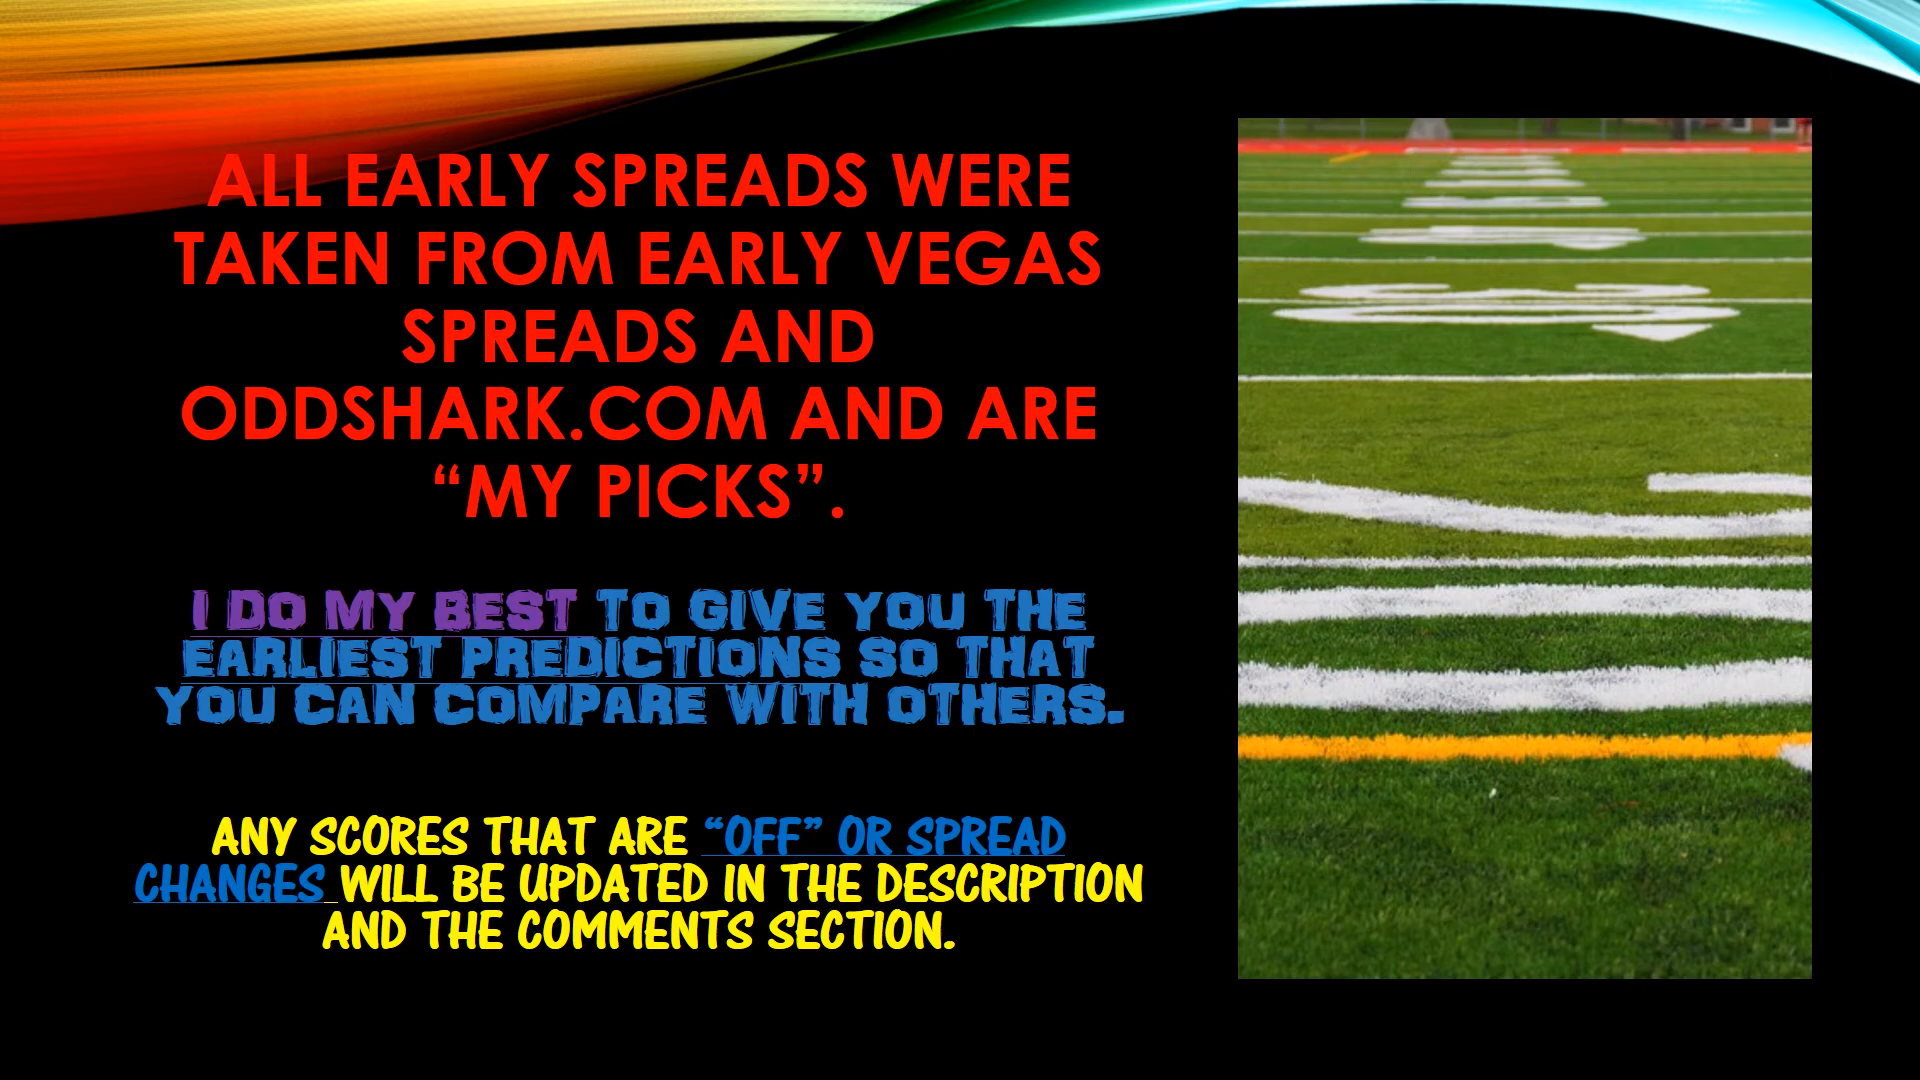 ALL EARLY SPREADS WERE
TAKEN FROM EARLY VEGAS
SPREADS AND
ODDSHARK.COM AND ARE
“MY PICKS”.
I DO MY BEST TO GIVE YOU THE
EARLIEST PREDICTIONS SO THAT
YOU CAN COMPARE WITH OTHERS.
ANY SCORES THAT ARE “OFF” OR SPREAD
CHANGES WILL BE UPDATED IN THE DESCRIPTION
AND THE COMMENTS SECTION.